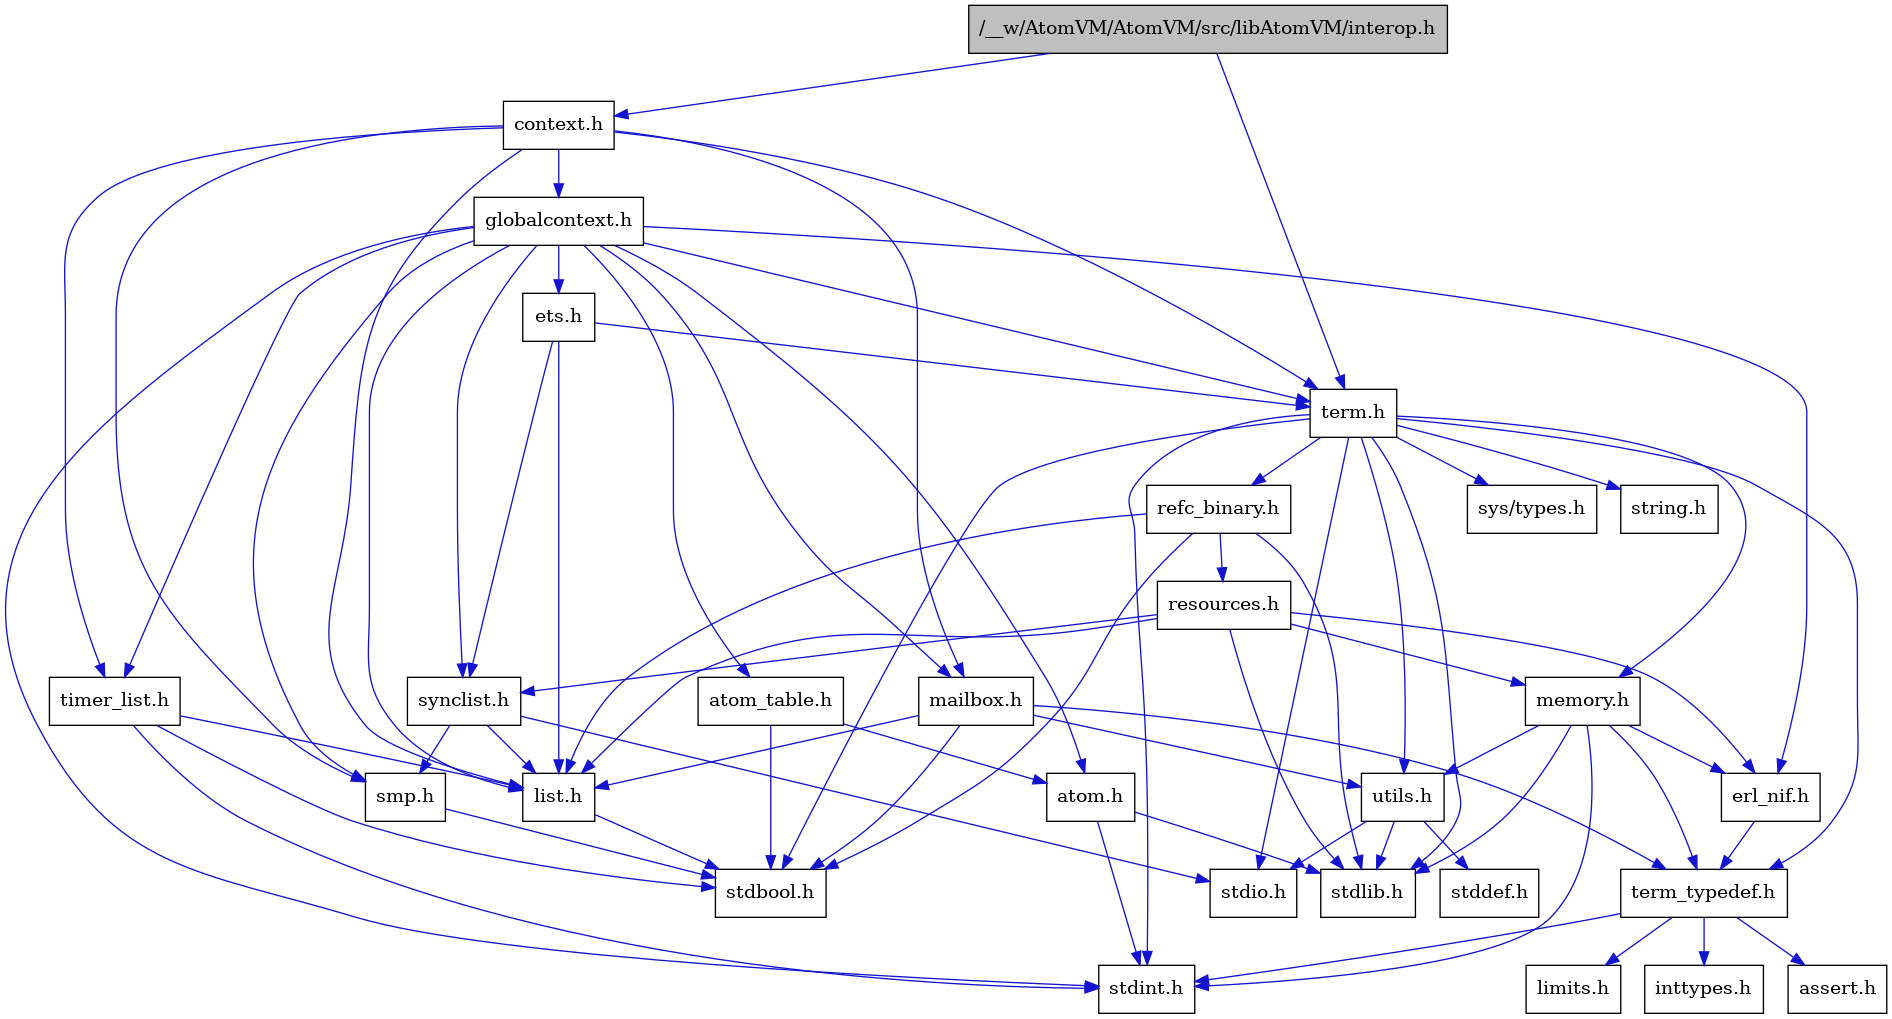 /__w/AtomVM/AtomVM/src/libAtomVM/interop.h
context.h
globalcontext.h
ets.h
term.h
refc_binary.h
sys/types.h
string.h
resources.h
timer_list.h
synclist.h
atom_table.h
mailbox.h
memory.h
smp.h
list.h
atom.h
utils.h
erl_nif.h
stdbool.h
stdio.h
stdlib.h
stddef.h
term_typedef.h
stdint.h
limits.h
inttypes.h
assert.h